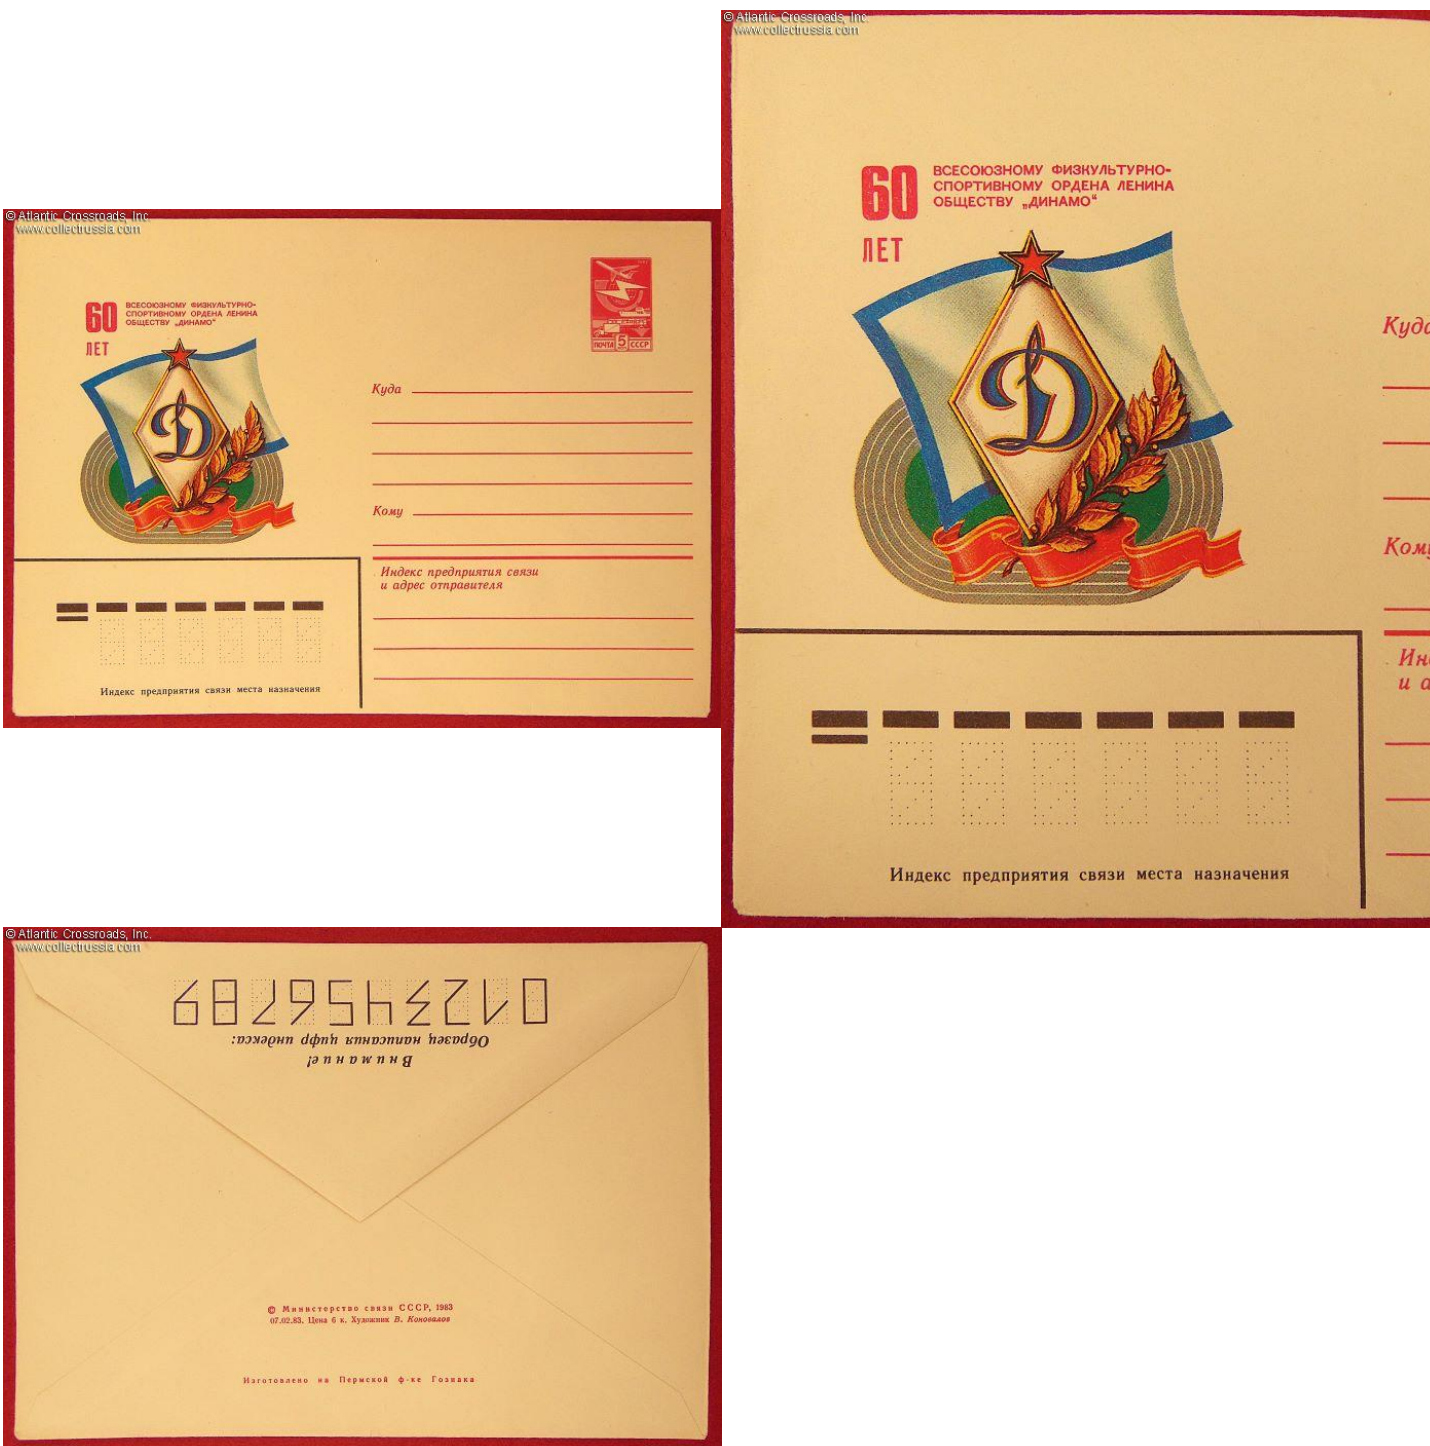 © Atlantic Crossroads, Inc.
www.collectrussia.com
60
ЛЕТ
ВСЕСОЮЗНОМУ ФИЗКУЛЬТУРНО-
СПОРТИВНОМУ ОРДЕНА ЛЕНИНА
ОБЩЕСТВУ „ДИНАМО"
Д
ПОЧТА 5 СССР
Куда
Кому
Индекс предприятия связи
и адрес отправителя
Индекс предприятия связи места назначения
© Atlantic Crossroads, Inc.
www.collectrussia.com
60
ЛЕТ
ВСЕСОЮЗНОМУ ФИЗКУЛЬТУРНО-
СПОРТИВНОМУ ОРДЕНА ЛЕНИНА
ОБЩЕСТВУ „ДИНАМО"
Д
Куда
Кому
Инд
и а
Индекс предприятия связи места назначения
© Atlantic Crossroads, Inc.
www.collectrussia.com
Внимание!
Образец написания цифр индекса:
0123456789
© Министерство связи СССР, 1983
07.02.83. Цена 6 к. Художник В. Коновалов
Изготовлено на Пермской ф-ке Гознака